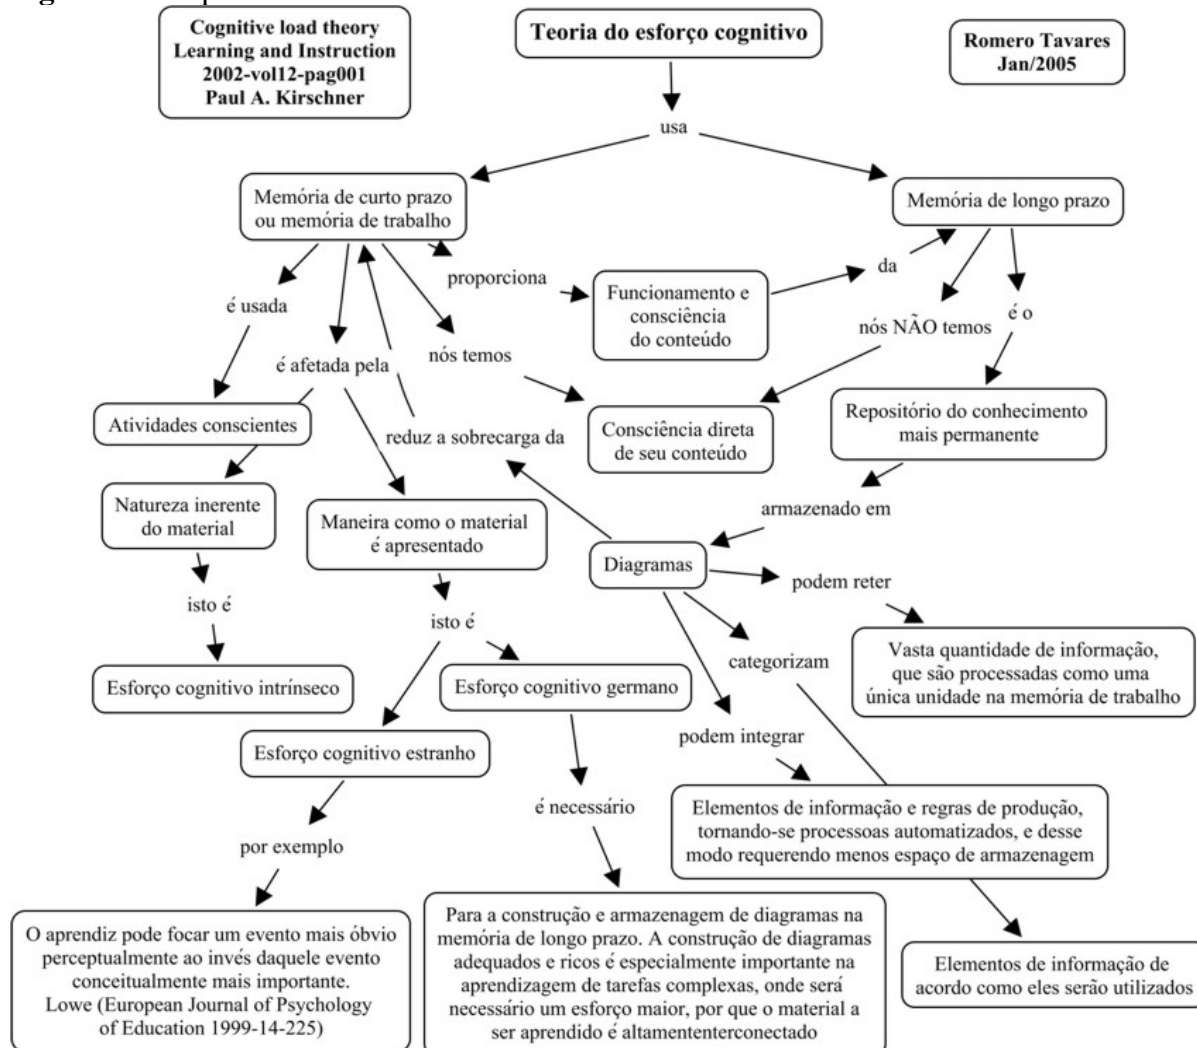 Cognitive load theory
Learning and Instruction
2002-vol12-pag001
Paul A. Kirschner
Teoria do esforço cognitivo
Romero Tavares
Jan/2005
usa
Memória de curto prazo
ou memória de trabalho
Memória de longo prazo
proporciona
Funcionamento e
consciência
do conteúdo
da
é usada
é afetada pela
nós temos
nós NÃO temos
é o
Atividades conscientes
reduz a sobrecarga da
Consciência direta
de seu conteúdo
Repositório do conhecimento
mais permanente
Natureza inerente
do material
Maneira como o material
é apresentado
armazenado em
Diagramas
podem reter
isto é
isto é
categorizam
Vasta quantidade de informação,
que são processadas como uma
única unidade na memória de trabalho
Esforço cognitivo intrínseco
Esforço cognitivo germano
Esforço cognitivo estranho
podem integrar
por exemplo
é necessário
Elementos de informação e regras de produção,
tornando-se processoas automatizados, e desse
modo requerendo menos espaço de armazenagem
O aprendiz pode focar um evento mais óbvio
perceptualmente ao invés daquele evento
conceitualmente mais importante.
Lowe (European Journal of Psychology
of Education 1999-14-225)
Para a construção e armazenagem de diagramas na
memória de longo prazo. A construção de diagramas
adequados e ricos é especialmente importante na
aprendizagem de tarefas complexas, onde será
necessário um esforço maior, por que o material a
ser aprendido é altamententerconectado
Elementos de informação de
acordo como eles serão utilizados